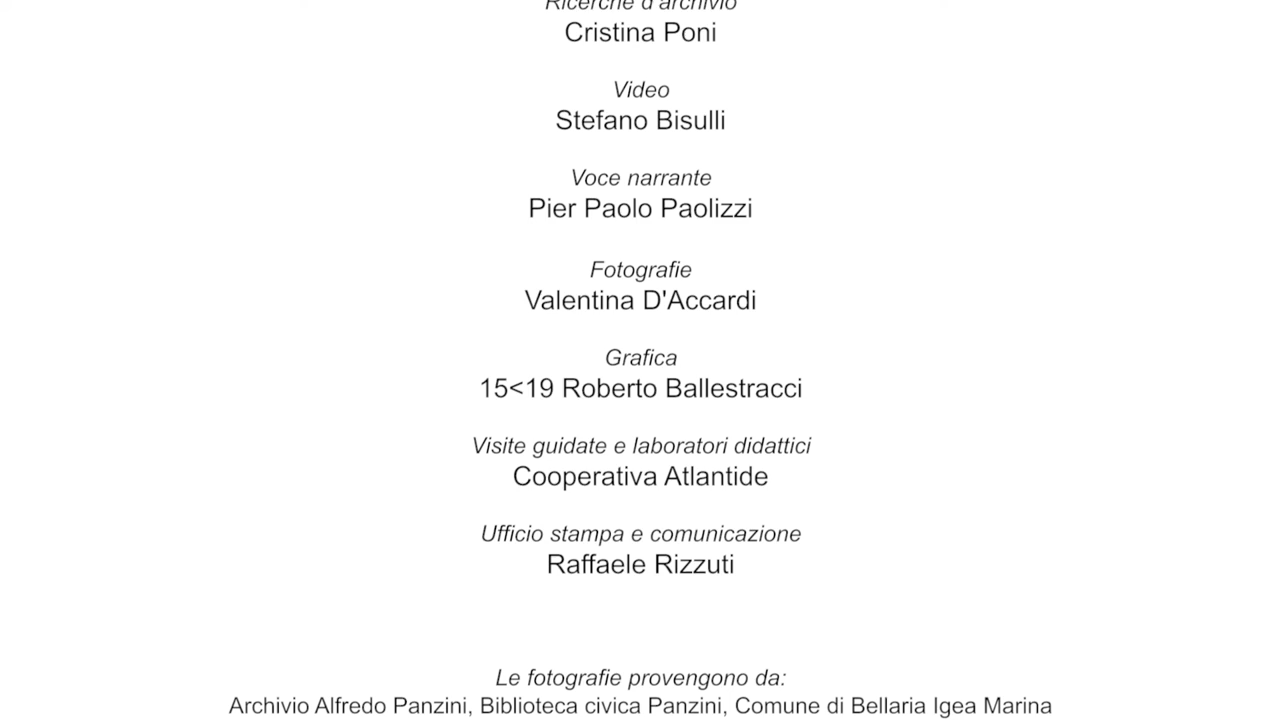 Ricerche d'archivio
Cristina Poni
Video
Stefano Bisulli
Voce narrante
Pier Paolo Paolizzi
Fotografie
Valentina D'Accardi
Grafica
15<19 Roberto Ballestracci
Visite guidate e laboratori didattici
Cooperativa Atlantide
Ufficio stampa e comunicazione
Raffaele Rizzuti
Le fotografie provengono da:
Archivio Alfredo Panzini, Biblioteca civica Panzini, Comune di Bellaria Igea Marina